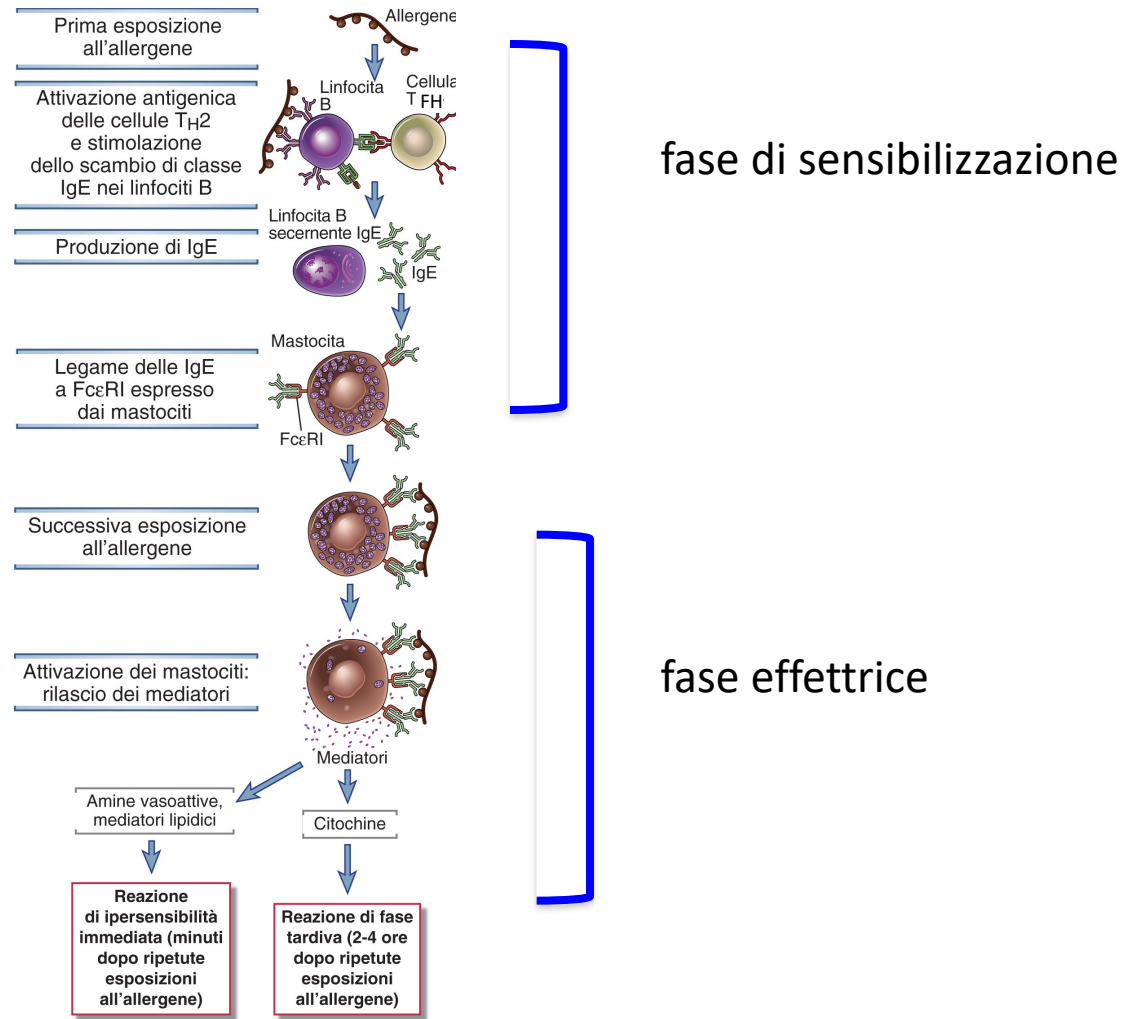 Prima esposizione
all'allergene
Allergene
Attivazione antigenica
delle cellule TH2
e stimolazione
dello scambio di classe
IgE nei linfociti B
Linfocita
B
Cellula
T FH
Produzione di IgE
Linfocita B
secernente IgE
IgE
Legame delle IgE
a FcεRI espresso
dai mastociti
Mastocita
FcεRI
fase di sensibilizzazione
Successiva esposizione
all'allergene
Attivazione dei mastociti:
rilascio dei mediatori
Mediatori
fase effettrice
Amine vasoattive,
mediatori lipidici
Citochine
Reazione
di ipersensibilità
immediata (minuti
dopo ripetute
esposizioni
all'allergene)
Reazione di fase
tardiva (2-4 ore
dopo ripetute
esposizioni
all'allergene)